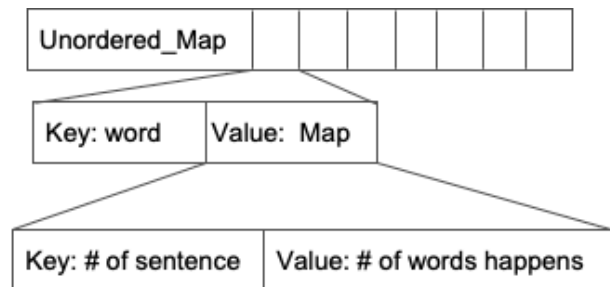 Unordered_Map
Key: word Value: Map
Key: # of sentence Value: # of words happens